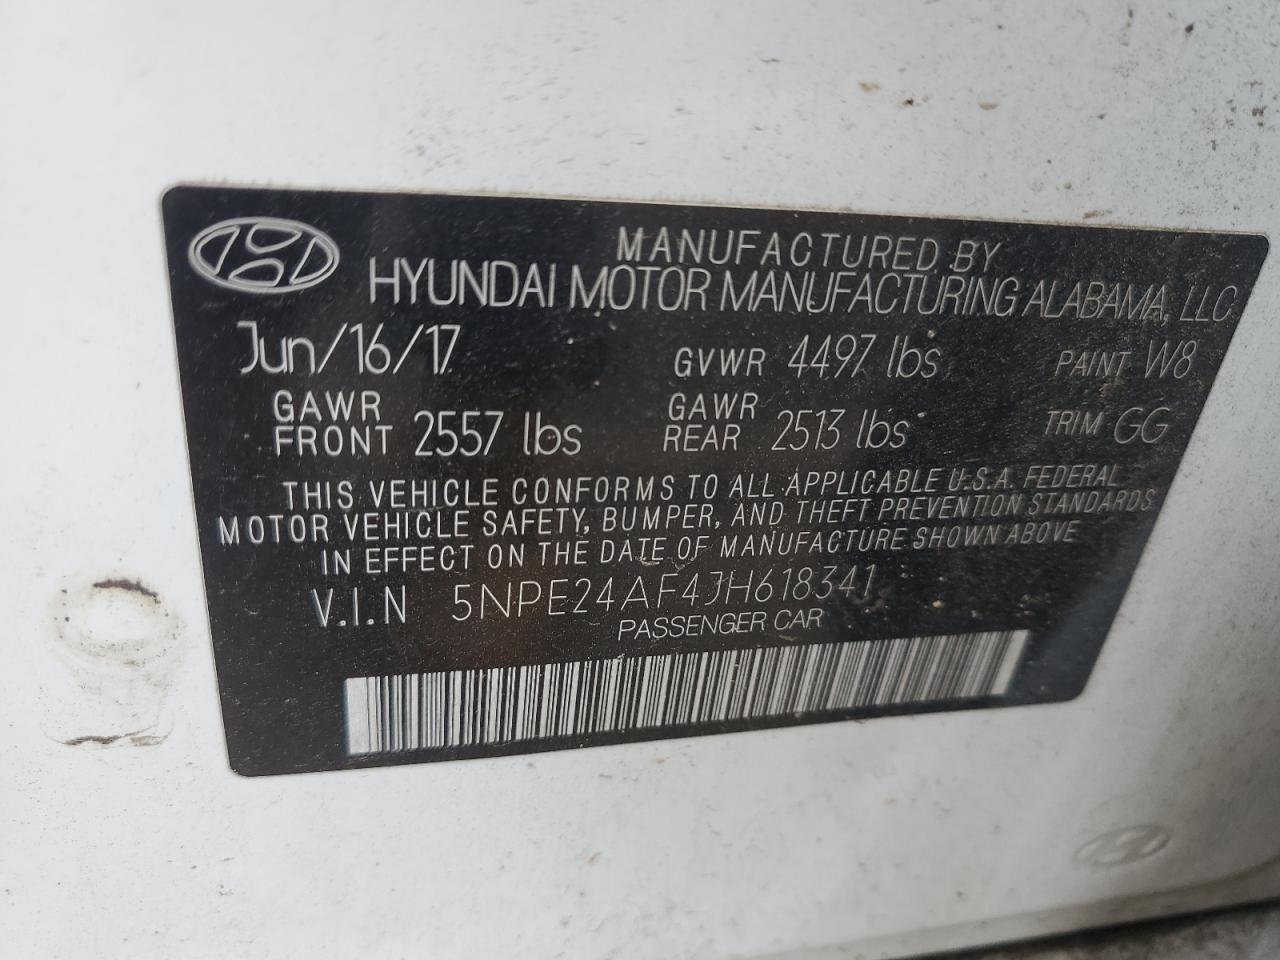 MANUFACTURED BY
HYUNDAI MOTOR MANUFACTURING ALABAMA, LLC
Jun/16/17 GVWR 4497 lbs PAINT W8
GAWR FRONT 2557 lbs GAWR REAR 2513 lbs TRIM GG
THIS VEHICLE CONFORMS TO ALL APPLICABLE U.S.A. FEDERAL
MOTOR VEHICLE SAFETY, BUMPER, AND THEFT PREVENTION STANDARDS
IN EFFECT ON THE DATE OF MANUFACTURE SHOWN ABOVE
V.I.N 5NPE24AF4JH618341
PASSENGER CAR